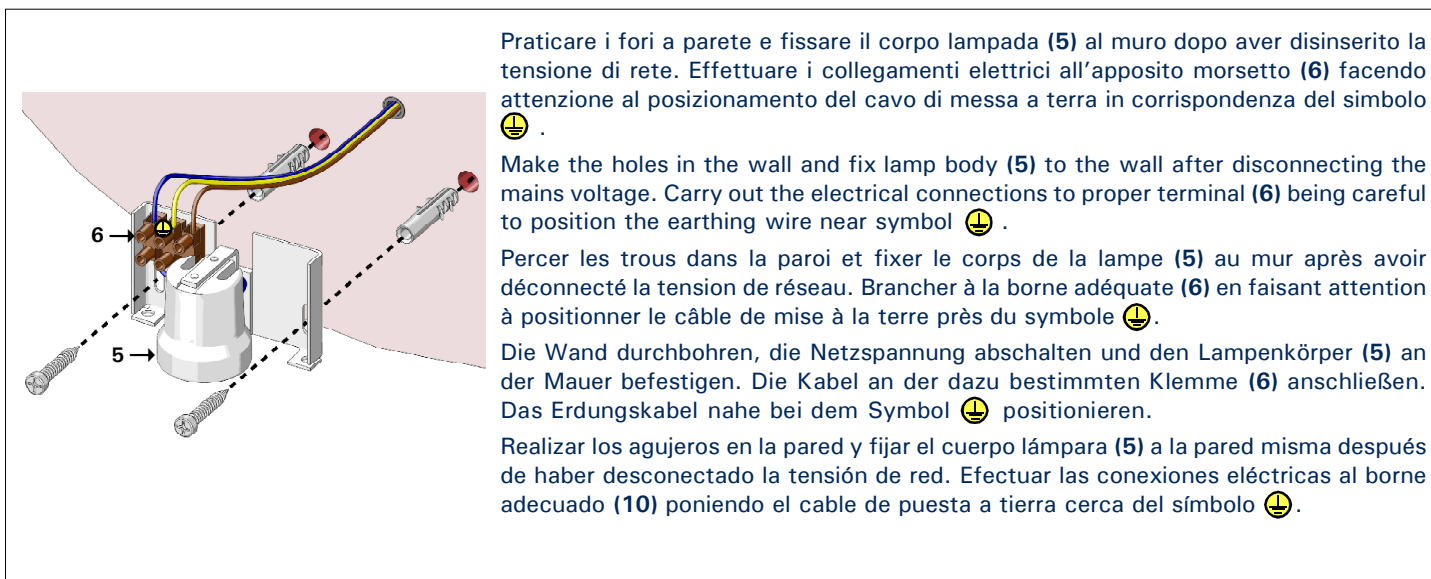 6
5
Praticare i fori a parete e fissare il corpo lampada (5) al muro dopo aver disinserito la
tensione di rete. Effettuare i collegamenti elettrici all'apposito morsetto (6) facendo
attenzione al posizionamento del cavo di messa a terra in corrispondenza del simbolo
⏚ .
Make the holes in the wall and fix lamp body (5) to the wall after disconnecting the
mains voltage. Carry out the electrical connections to proper terminal (6) being careful
to position the earthing wire near symbol ⏚ .
Percer les trous dans la paroi et fixer le corps de la lampe (5) au mur après avoir
déconnecté la tension de réseau. Brancher à la borne adéquate (6) en faisant attention
à positionner le câble de mise à la terre près du symbole ⏚.
Die Wand durchbohren, die Netzspannung abschalten und den Lampenkörper (5) an
der Mauer befestigen. Die Kabel an der dazu bestimmten Klemme (6) anschließen.
Das Erdungskabel nahe bei dem Symbol ⏚ positionieren.
Realizar los agujeros en la pared y fijar el cuerpo lámpara (5) a la pared misma después
de haber desconectado la tensión de red. Efectuar las conexiones eléctricas al borne
adecuado (10) poniendo el cable de puesta a tierra cerca del símbolo ⏚.